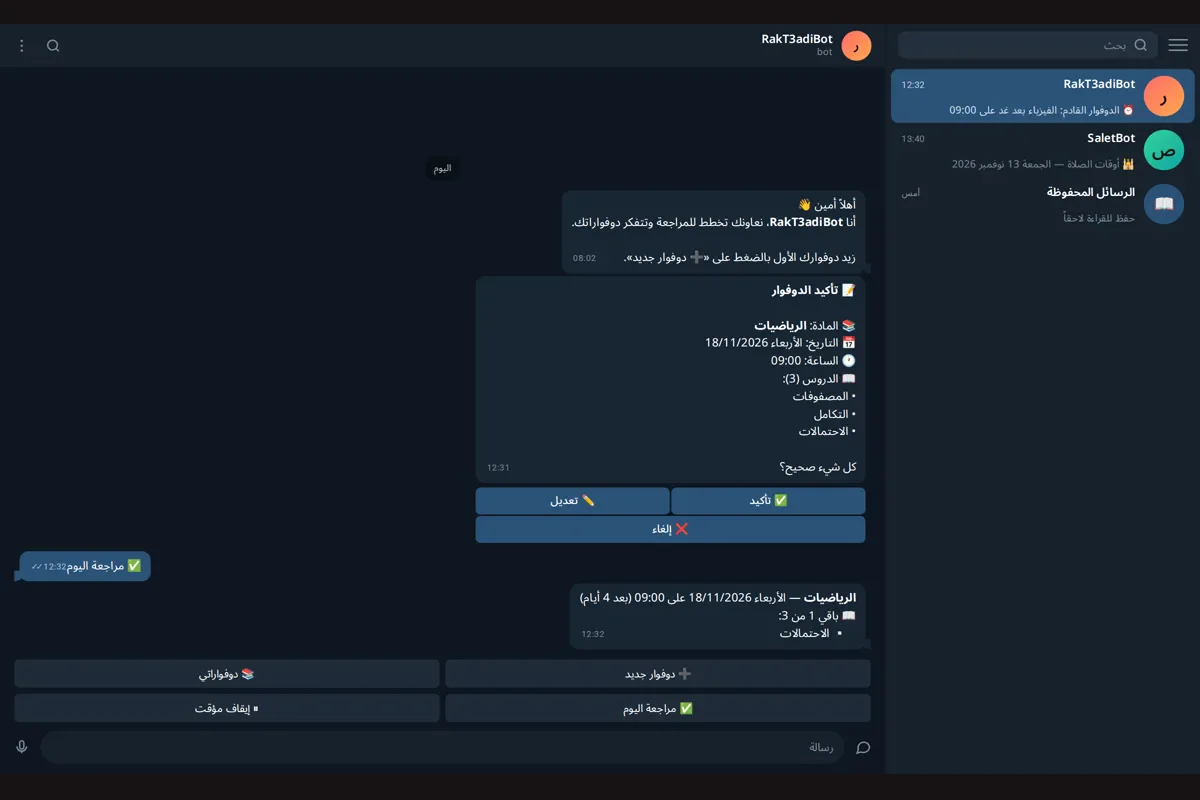 بحث
RakT3adiBot
12:32
⏰ الدوفوار القادم: الفيزياء بعد غد على 09:00
SaletBot
13:40
🕌 أوقات الصلاة — الجمعة 13 نوفمبر 2026
الرسائل المحفوظة
أمس
حفظ للقراءة لاحقاً
ر
ص
RakT3adiBot
bot
ر
اليوم
أهلاً أمين 👋
أنا RakT3adiBot، نعاونك تخطط للمراجعة وتتفكر دوفواراتك.
زيد دوفوارك الأول بالضغط على «➕ دوفوار جديد».
08:02
📝 تأكيد الدوفوار
📚 المادة: الرياضيات
📅 التاريخ: الأربعاء 18/11/2026
🕐 الساعة: 09:00
📖 الدروس (3):
• المصفوفات
• التكامل
• الاحتمالات
كل شيء صحيح؟
12:31
✅ تأكيد
✏️ تعديل
❌ إلغاء
✅ مراجعة اليوم 12:32
الرياضيات — الأربعاء 18/11/2026 على 09:00 (بعد 4 أيام)
📖 باقي 1 من 3:
▪ الاحتمالات
12:32
➕ دوفوار جديد
📚 دوفواراتي
✅ مراجعة اليوم
⏸ إيقاف مؤقت
رسالة